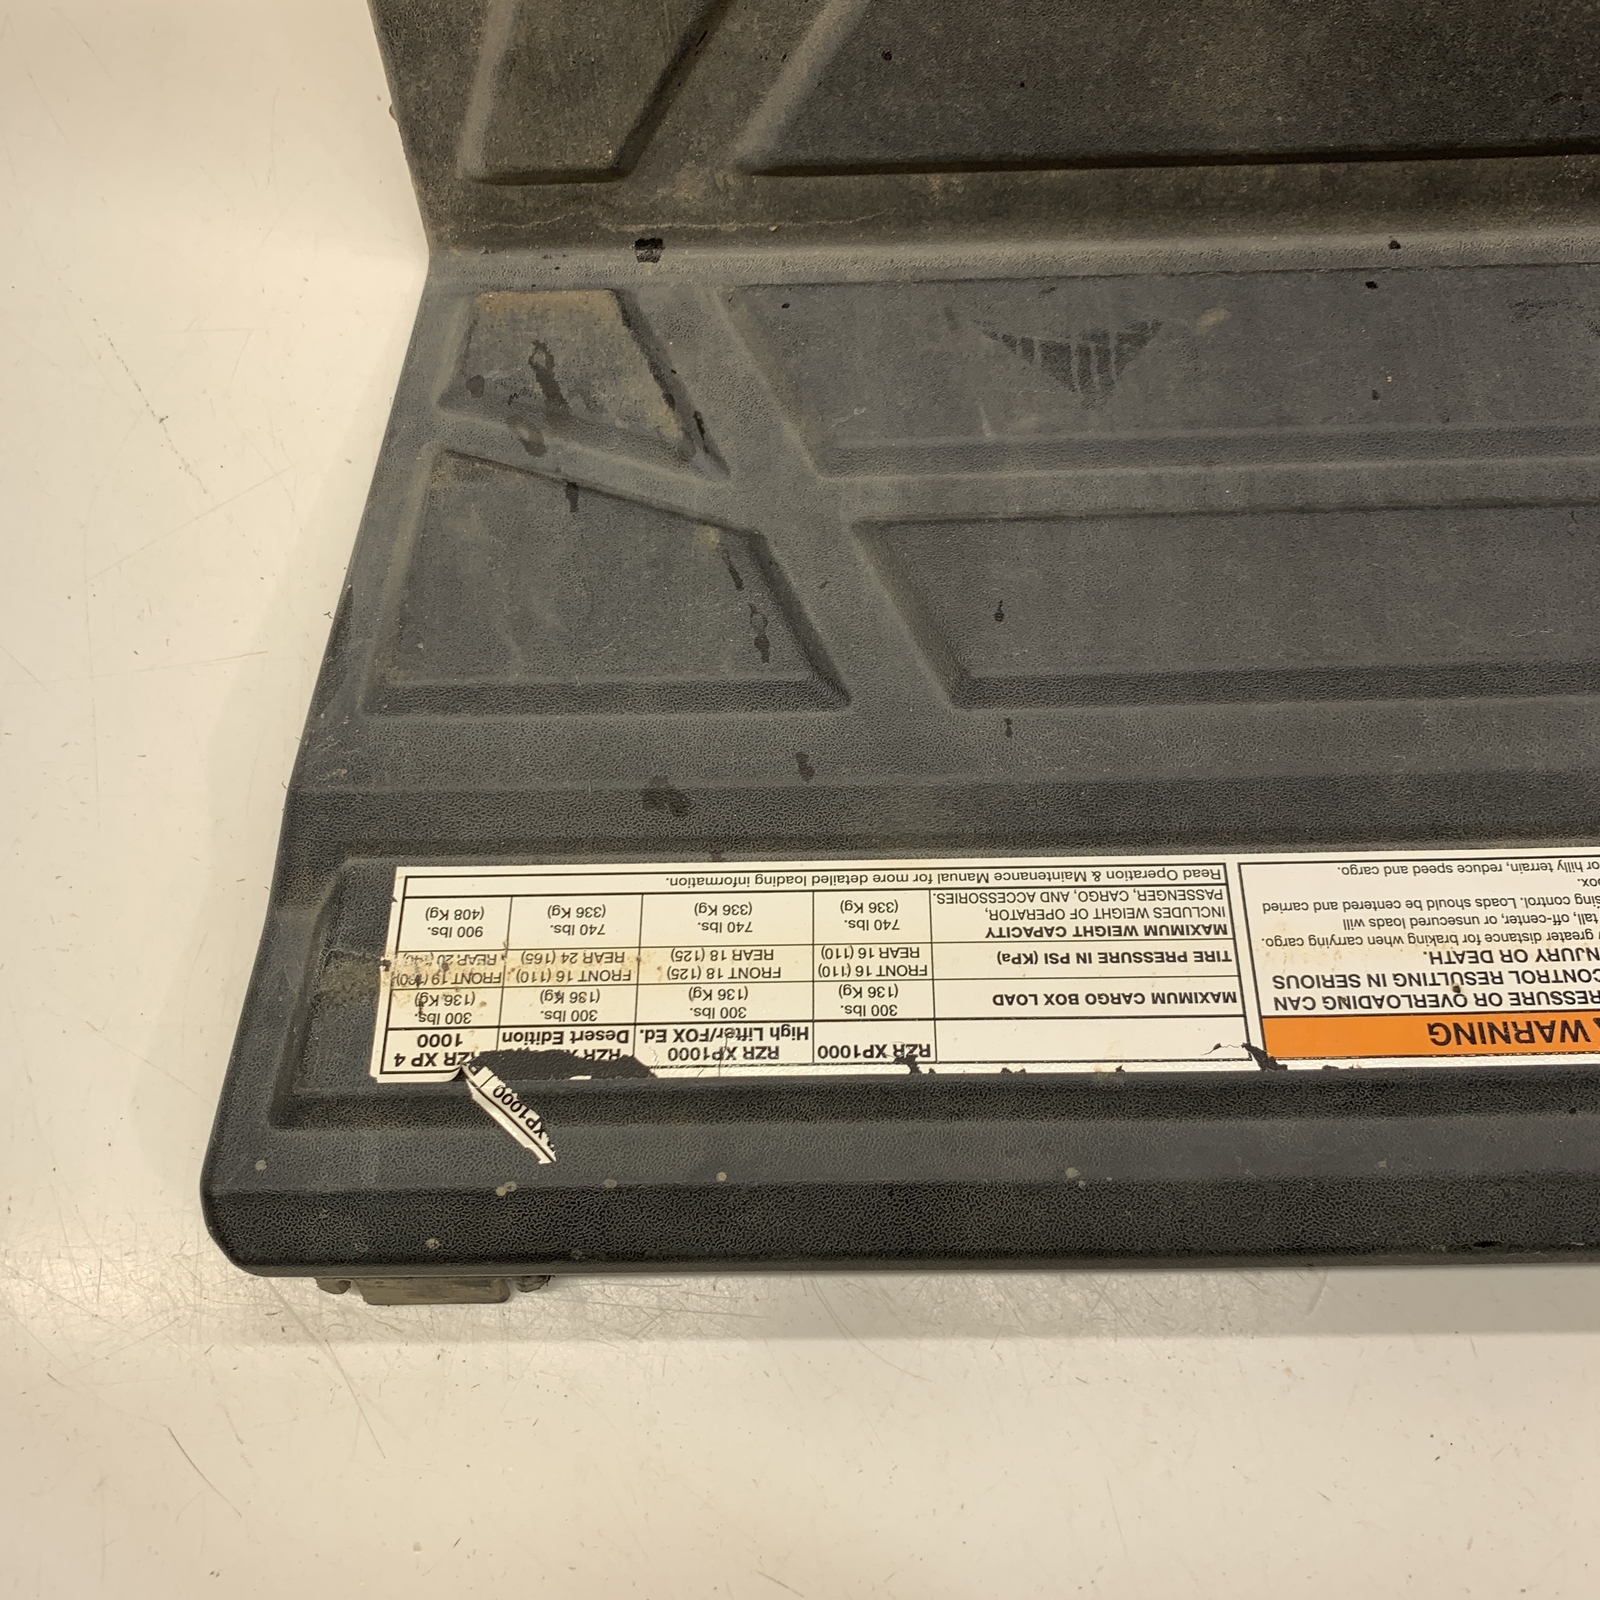 WARNING
RESSURE OR OVERLOADING CAN
CONTROL RESULTING IN SERIOUS
NJURY OR DEATH.
greater distance for braking when carrying cargo.
tall, off-center, or unsecured loads will
sing control. Loads should be centered and carried
ox.
or hilly terrain, reduce speed and cargo.
RZR XP1000 RZR XP1000 High Lifter/FOX Ed. Desert Edition RZR XP 4 1000
XP1000
MAXIMUM CARGO BOX LOAD 300 lbs. (136 Kg) 300 lbs. (136 Kg) 300 lbs. (136 Kg) 300 lbs. (136 Kg)
TIRE PRESSURE IN PSI (KPa) FRONT 16 (110) REAR 16 (110) FRONT 18 (125) REAR 18 (125) FRONT 16 (110) REAR 24 (165) FRONT 19 REAR 20
MAXIMUM WEIGHT CAPACITY 740 lbs. (336 Kg) 740 lbs. (336 Kg) 740 lbs. (336 Kg) 900 lbs. (408 Kg)
INCLUDES WEIGHT OF OPERATOR,
PASSENGER, CARGO, AND ACCESSORIES.
Read Operation & Maintenance Manual for more detailed loading information.